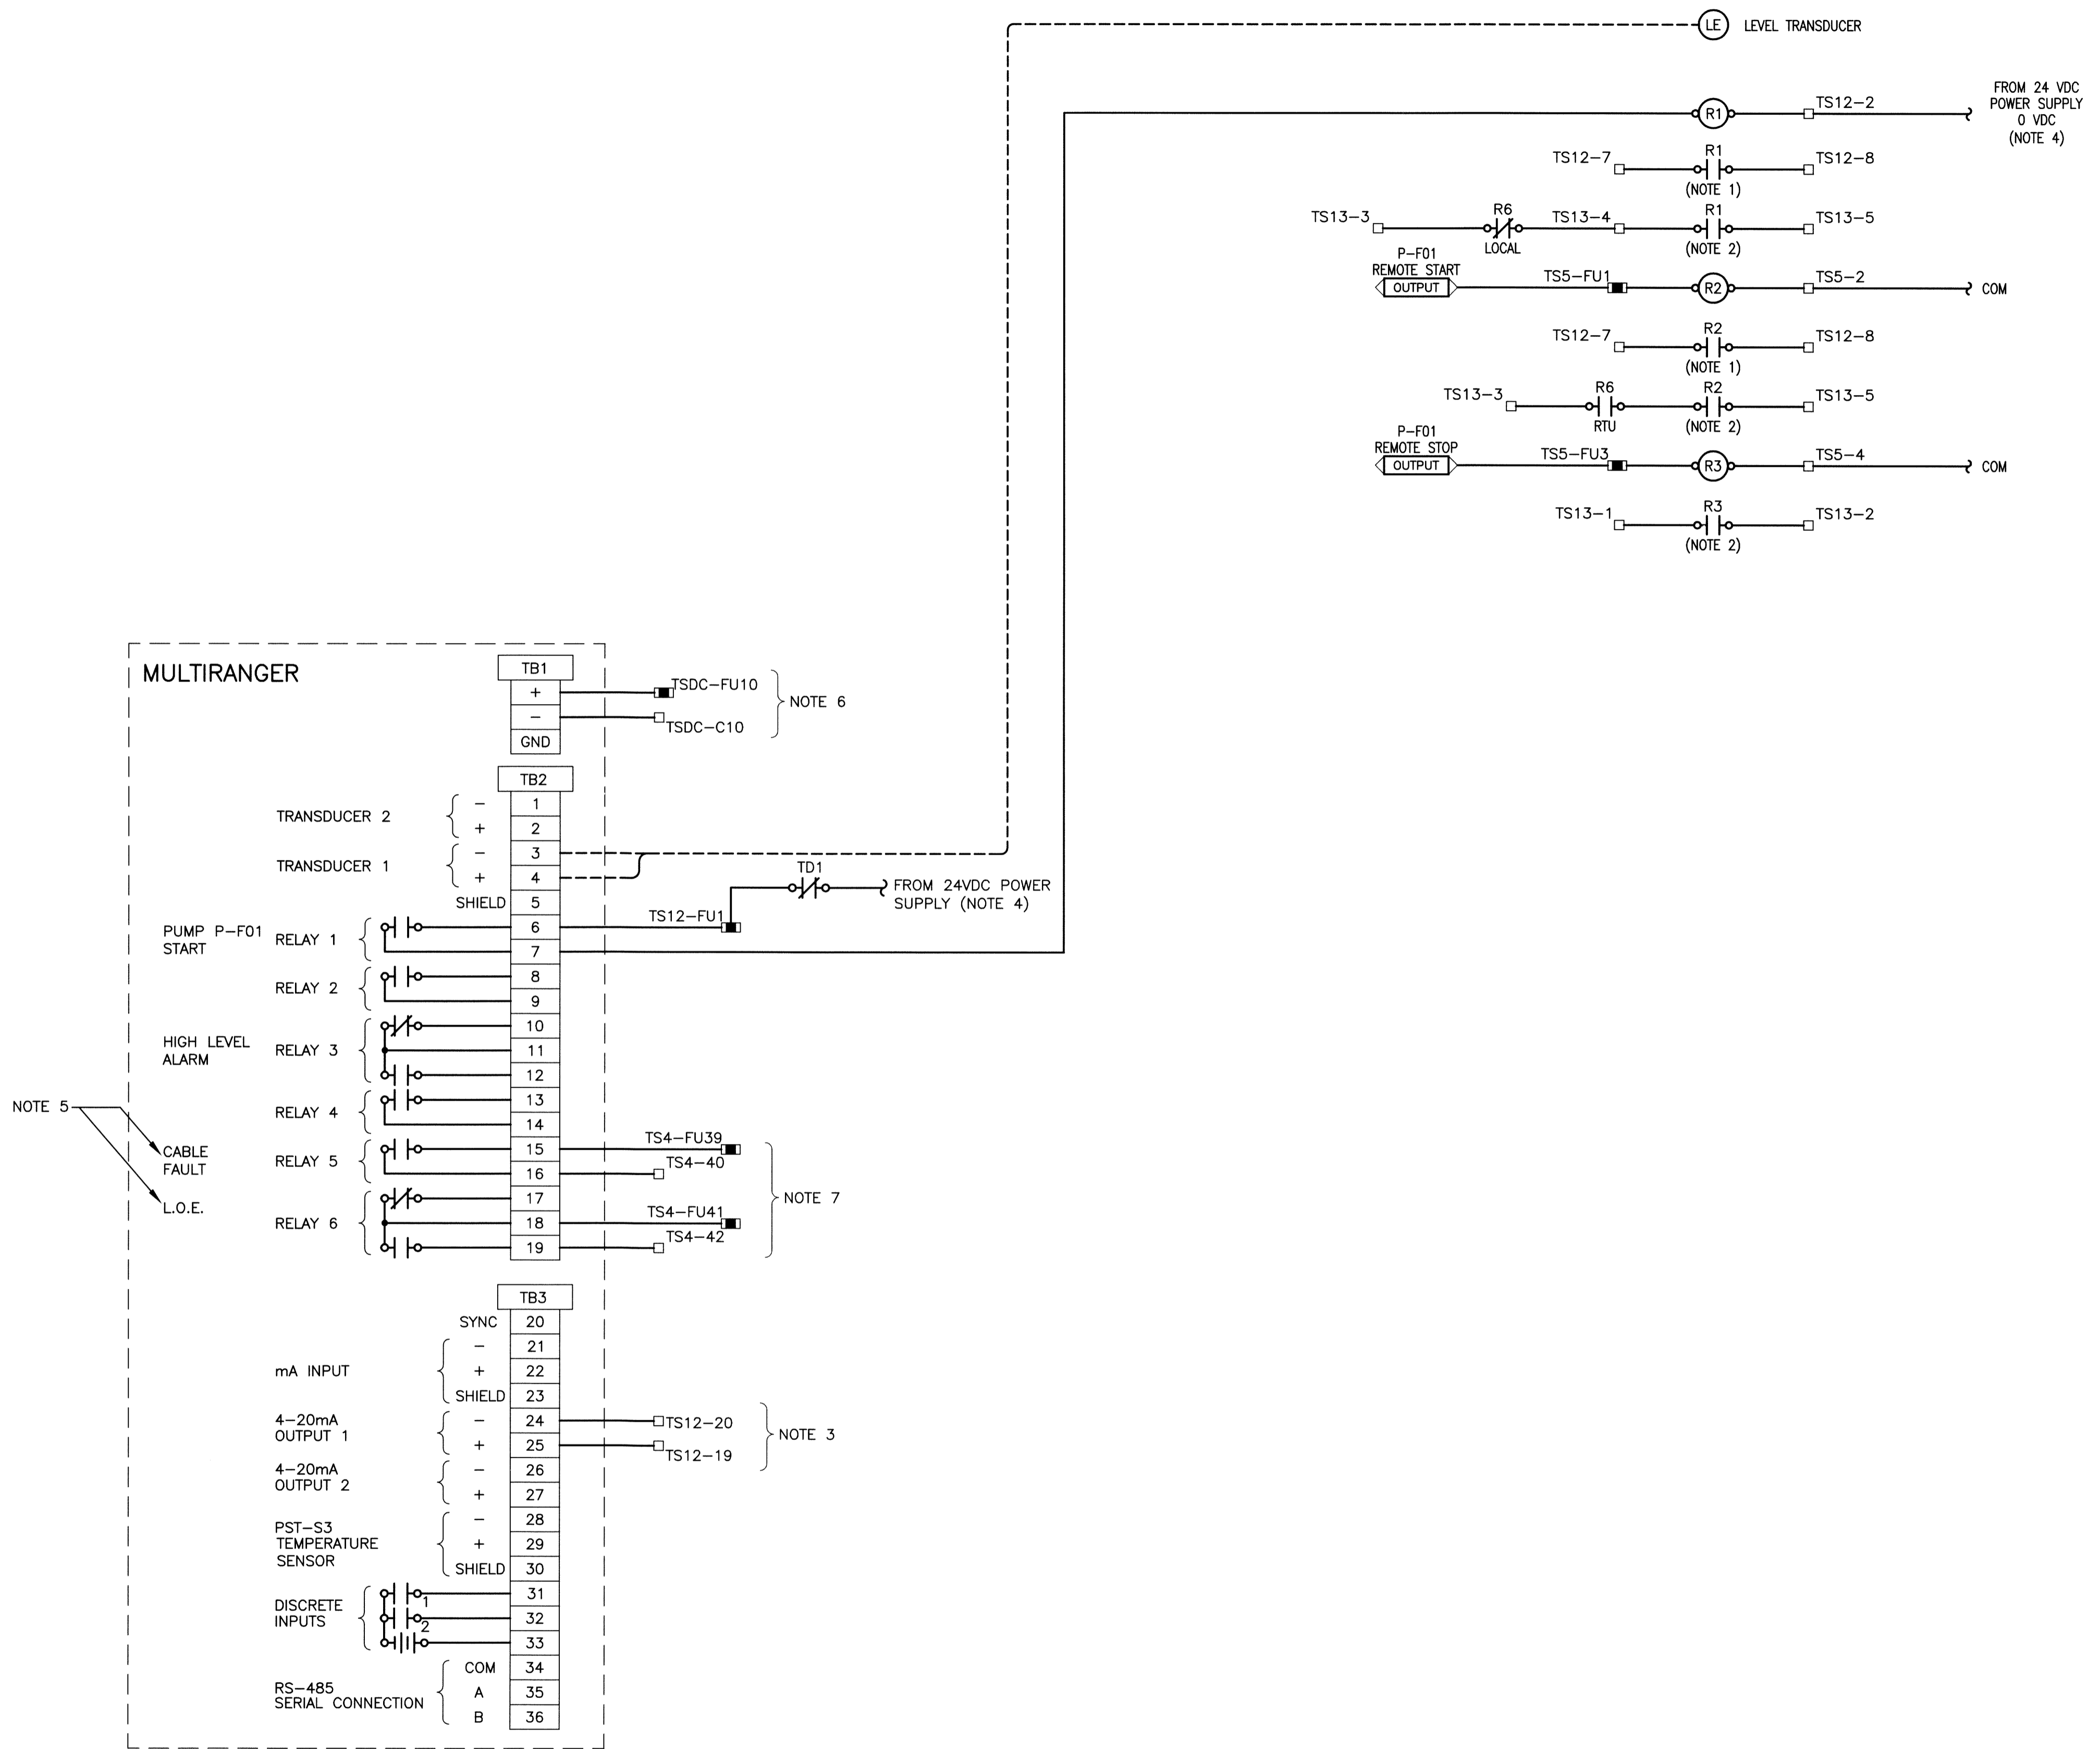 LE LEVEL TRANSDUCER
FROM 24 VDC
POWER SUPPLY
0 VDC
(NOTE 4)
R1 TS12-2
TS12-7 R1 TS12-8
(NOTE 1)
TS13-3 R6 TS13-4 R1 TS13-5
LOCAL (NOTE 2)
P-F01
REMOTE START
OUTPUT TS5-FU1 R2 TS5-2 COM
TS12-7 R2 TS12-8
(NOTE 1)
TS13-3 R6 R2 TS13-5
RTU (NOTE 2)
P-F01
REMOTE STOP
OUTPUT TS5-FU3 R3 TS5-4 COM
TS13-1 R3 TS13-2
(NOTE 2)
MULTIRANGER
TB1
+ TSDC-FU10
- TSDC-C10
NOTE 6
GND
TB2
TRANSDUCER 2
- 1
+ 2
TRANSDUCER 1
- 3
+ 4
SHIELD 5
TD1
FROM 24VDC POWER
SUPPLY (NOTE 4)
PUMP P-F01
START
RELAY 1
6 TS12-FU1
7
RELAY 2
8
9
HIGH LEVEL
ALARM
RELAY 3
10
11
12
RELAY 4
13
14
NOTE 5
CABLE
FAULT
RELAY 5
15 TS4-FU39
16 TS4-40
L.O.E.
RELAY 6
17
18 TS4-FU41
19 TS4-42
NOTE 7
TB3
SYNC 20
mA INPUT
- 21
+ 22
SHIELD 23
4-20mA
OUTPUT 1
- 24 TS12-20
+ 25 TS12-19
NOTE 3
4-20mA
OUTPUT 2
- 26
+ 27
PST-S3
TEMPERATURE
SENSOR
- 28
+ 29
SHIELD 30
DISCRETE
INPUTS
1 31
2 32
33
RS-485
SERIAL CONNECTION
COM 34
A 35
B 36